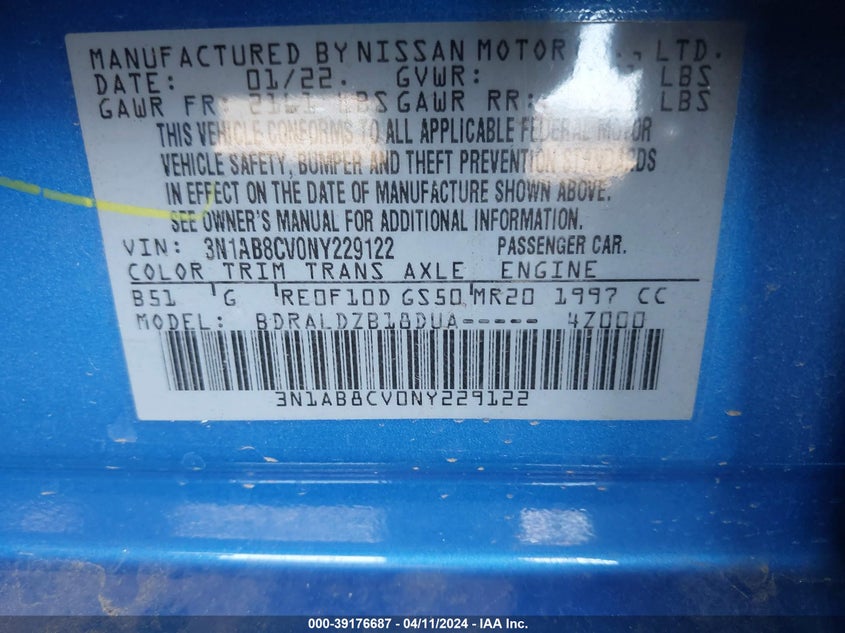 MANUFACTURED BY NISSAN MOTOR LTD.
DATE: 01/22. GVWR: LBS
GAWR FR: 2161 LBS GAWR RR: LBS
THIS VEHICLE CONFORMS TO ALL APPLICABLE FEDERAL MOTOR
VEHICLE SAFETY, BUMPER AND THEFT PREVENTION STANDARDS
IN EFFECT ON THE DATE OF MANUFACTURE SHOWN ABOVE.
SEE OWNER'S MANUAL FOR ADDITIONAL INFORMATION.
VIN: 3N1AB8CV0NY229122 PASSENGER CAR.
COLOR TRIM TRANS AXLE ENGINE
B51 G RE0F10D GS50 MR20 1997 CC
MODEL: BDRALDZB18DUA----- 4Z000
3N1AB8CV0NY229122
000-39176687 - 04/11/2024 - IAA Inc.